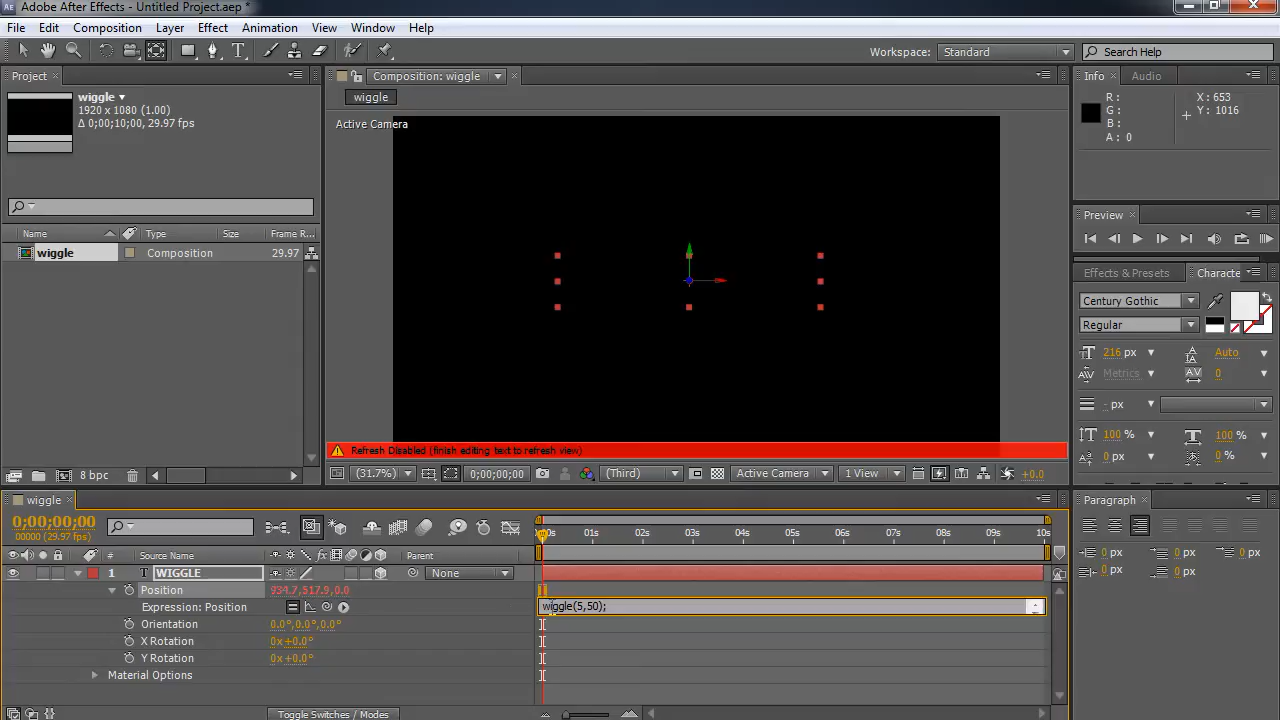 Adobe After Effects - Untitled Project.aep *
File Edit Composition Layer Effect Animation View Window Help
Workspace: Standard Search Help
Project
wiggle
1920 x 1080 (1.00)
Δ 0;00;10;00, 29.97 fps
Name Type Size Frame R...
wiggle Composition 29.97
8 bpc
Composition: wiggle
wiggle
Active Camera
Refresh Disabled (finish editing text to refresh view)
(31.7%) 0;00;00;00 (Third) Active Camera 1 View +0.0
Info Audio
R : X : 653
G : Y : 1016
B :
A : 0
Preview
Effects & Presets Characte
Century Gothic
Regular
216 px Auto
Metrics 0
- px
100 % 100 %
0 px 0 %
Paragraph
0 px 0 px 0 px
0 px 0 px
wiggle
0;00;00;00
00000 (29.97 fps)
# Source Name Parent
1 T WIGGLE None
Position 934.7,517.9,0.0
Expression: Position
Orientation 0.0°,0.0°,0.0°
X Rotation 0x+0.0°
Y Rotation 0x+0.0°
Material Options
Toggle Switches / Modes
01s 02s 03s 04s 05s 06s 07s 08s 09s 10s
wiggle(5,50);